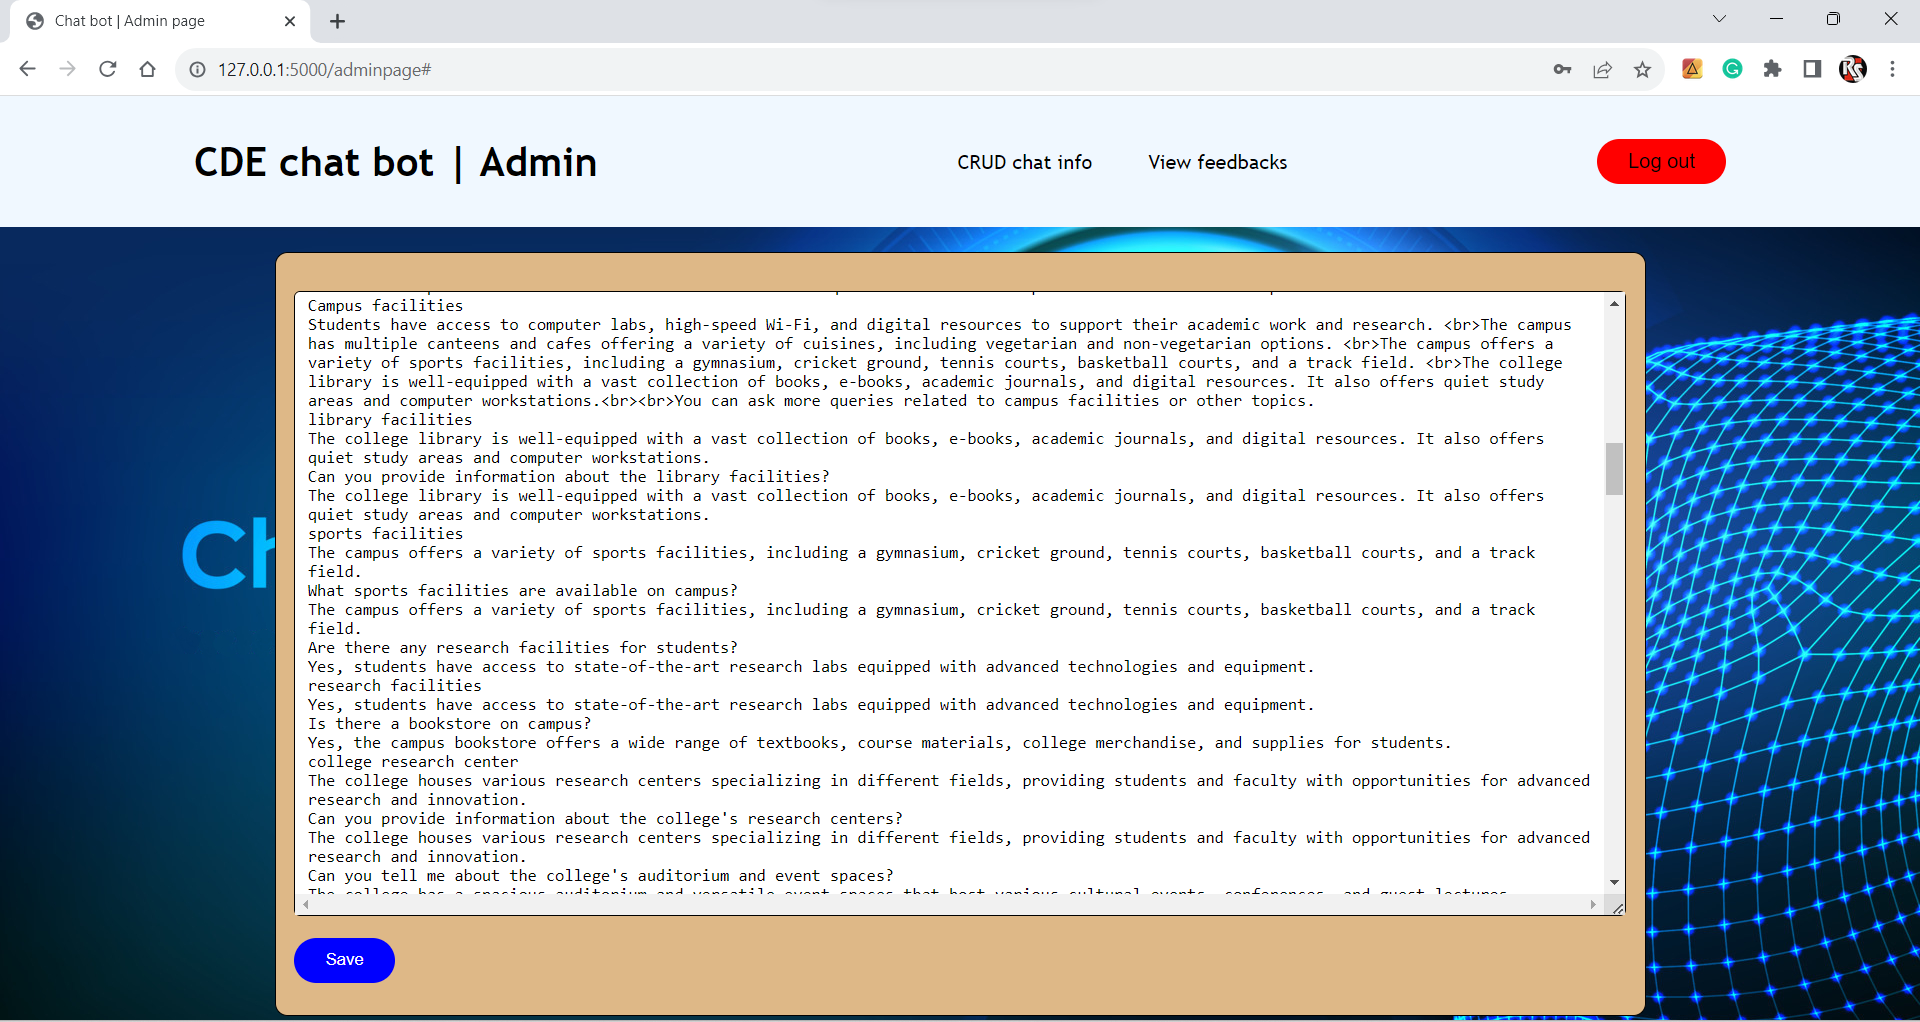 Chat bot | Admin page
127.0.0.1:5000/adminpage#
CDE chat bot | Admin
CRUD chat info
View feedbacks
Log out
Ch
Campus facilities
Students have access to computer labs, high-speed Wi-Fi, and digital resources to support their academic work and research. <br>The campus
has multiple canteens and cafes offering a variety of cuisines, including vegetarian and non-vegetarian options. <br>The campus offers a
variety of sports facilities, including a gymnasium, cricket ground, tennis courts, basketball courts, and a track field. <br>The college
library is well-equipped with a vast collection of books, e-books, academic journals, and digital resources. It also offers quiet study
areas and computer workstations.<br><br>You can ask more queries related to campus facilities or other topics.
library facilities
The college library is well-equipped with a vast collection of books, e-books, academic journals, and digital resources. It also offers
quiet study areas and computer workstations.
Can you provide information about the library facilities?
The college library is well-equipped with a vast collection of books, e-books, academic journals, and digital resources. It also offers
quiet study areas and computer workstations.
sports facilities
The campus offers a variety of sports facilities, including a gymnasium, cricket ground, tennis courts, basketball courts, and a track
field.
What sports facilities are available on campus?
The campus offers a variety of sports facilities, including a gymnasium, cricket ground, tennis courts, basketball courts, and a track
field.
Are there any research facilities for students?
Yes, students have access to state-of-the-art research labs equipped with advanced technologies and equipment.
research facilities
Yes, students have access to state-of-the-art research labs equipped with advanced technologies and equipment.
Is there a bookstore on campus?
Yes, the campus bookstore offers a wide range of textbooks, course materials, college merchandise, and supplies for students.
college research center
The college houses various research centers specializing in different fields, providing students and faculty with opportunities for advanced
research and innovation.
Can you provide information about the college's research centers?
The college houses various research centers specializing in different fields, providing students and faculty with opportunities for advanced
research and innovation.
Can you tell me about the college's auditorium and event spaces?
The college has a spacious auditorium and versatile event spaces that host various cultural events, conferences, and guest lectures.
Save